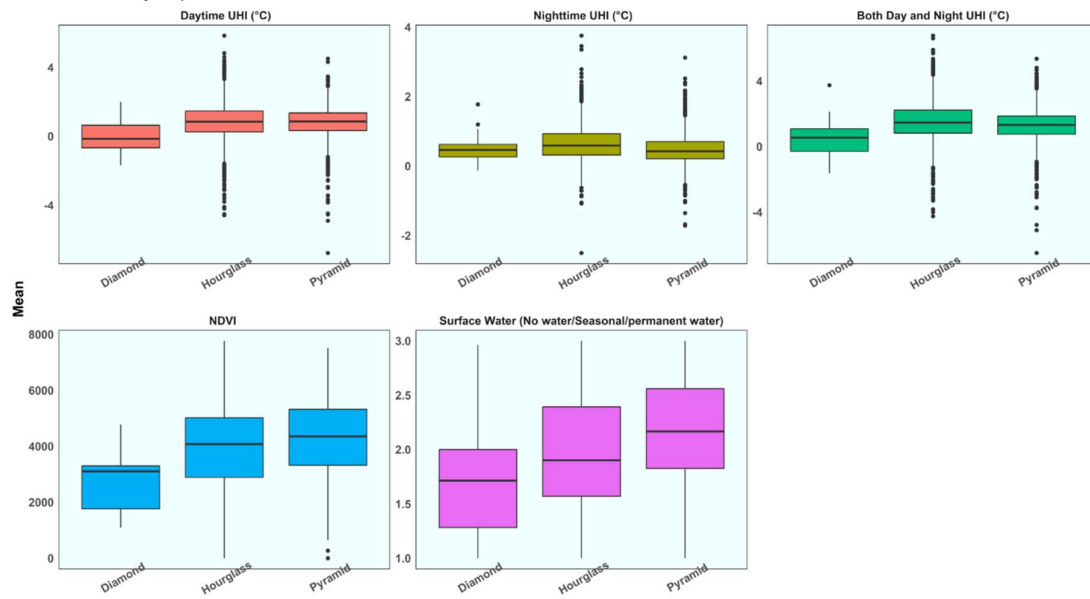 Daytime UHI (°C)
Nighttime UHI (°C)
Both Day and Night UHI (°C)
4
0
-4
4
2
0
-2
4
0
-4
Diamond
Hourglass
Pyramid
Diamond
Hourglass
Pyramid
Diamond
Hourglass
Pyramid
Mean
NDVI
Surface Water (No water/Seasonal/permanent water)
8000
6000
4000
2000
0
3.0
2.5
2.0
1.5
1.0
Diamond
Hourglass
Pyramid
Diamond
Hourglass
Pyramid